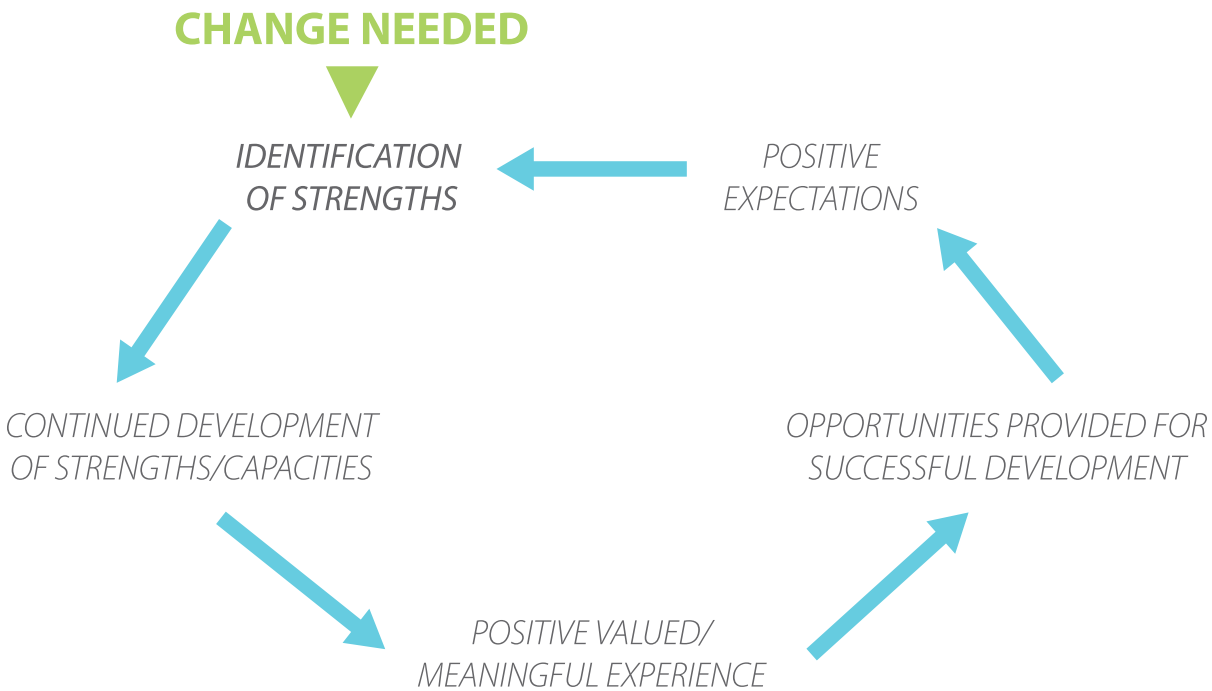 CHANGE NEEDED
IDENTIFICATION
OF STRENGTHS
POSITIVE
EXPECTATIONS
CONTINUED DEVELOPMENT
OF STRENGTHS/CAPACITIES
OPPORTUNITIES PROVIDED FOR
SUCCESSFUL DEVELOPMENT
POSITIVE VALUED/
MEANINGFUL EXPERIENCE